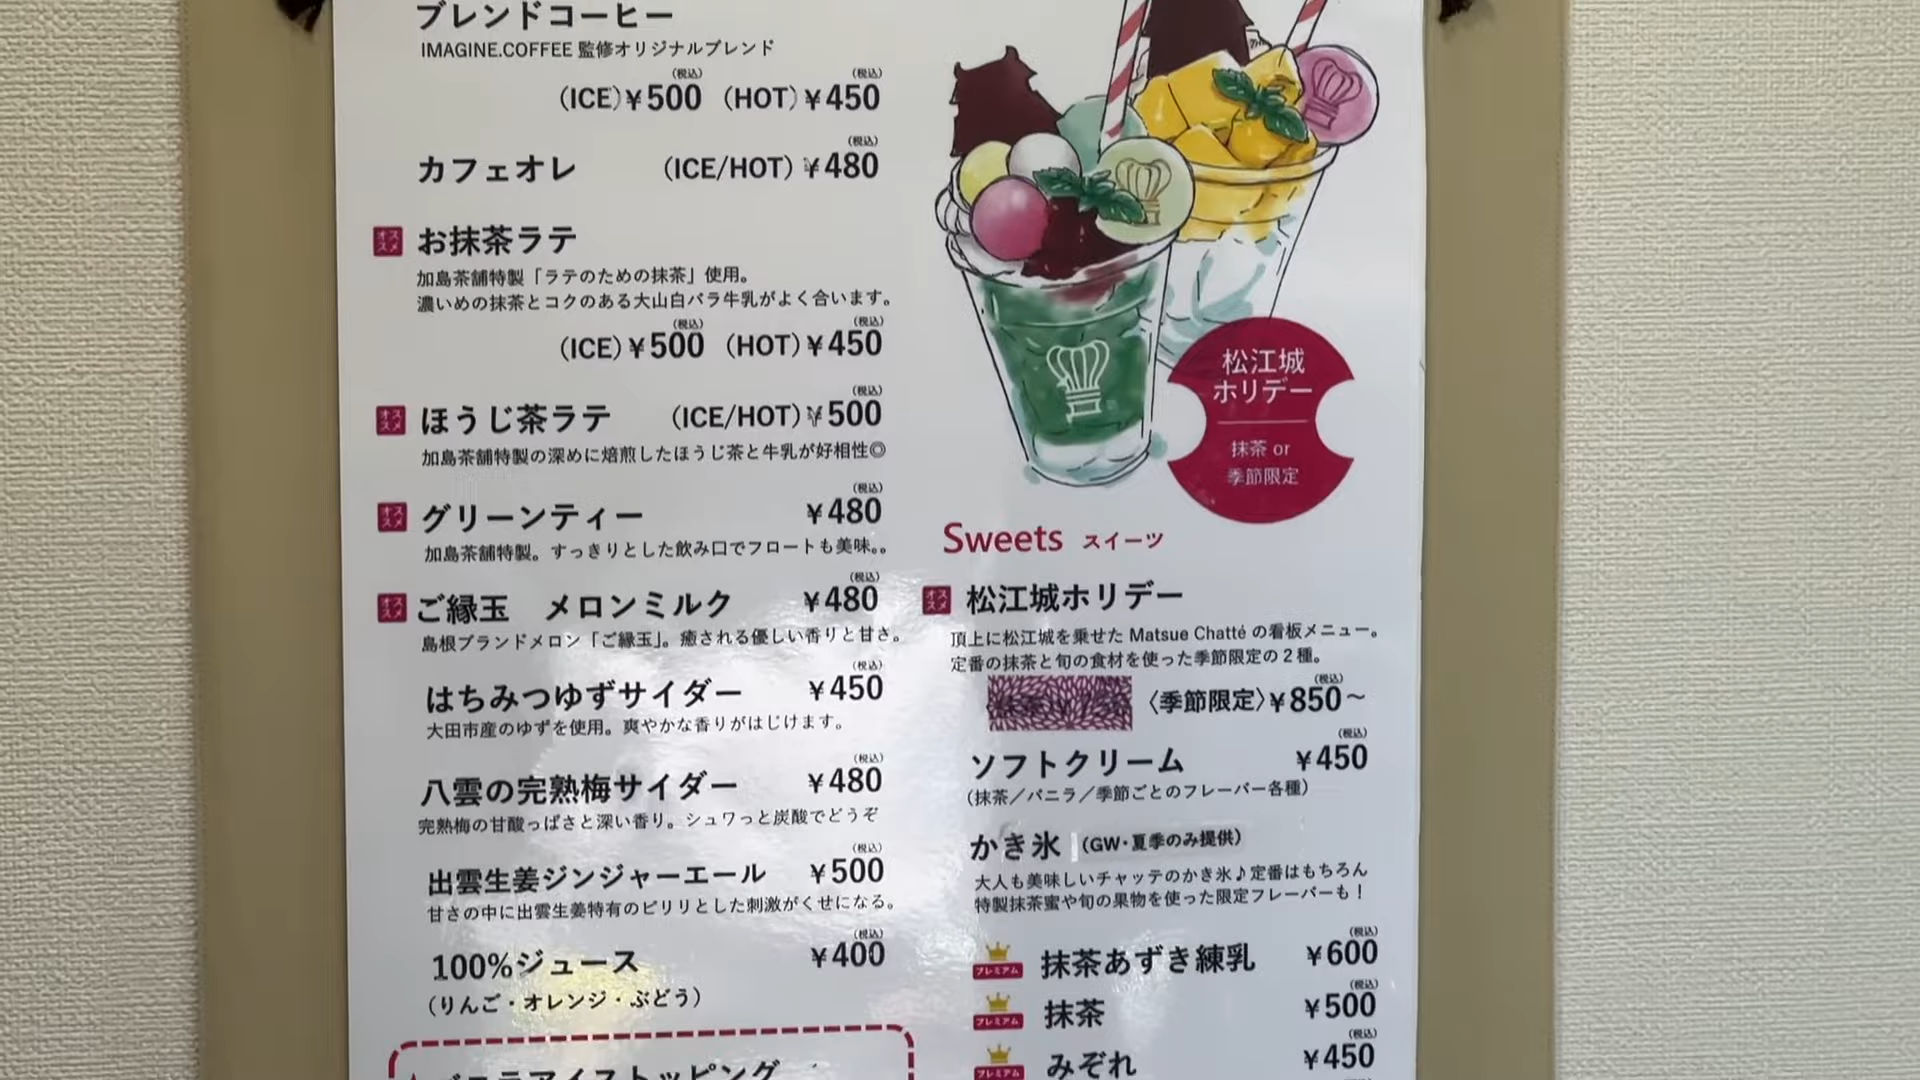 ブレンドコーヒー
IMAGINE.COFFEE 監修オリジナルブレンド
(税込) (税込)
(ICE)¥500 (HOT)¥450
(税込)
カフェオレ (ICE/HOT)¥480
オススメ お抹茶ラテ
加島茶舗特製「ラテのための抹茶」使用。
濃いめの抹茶とコクのある大山白バラ牛乳がよく合います。
(税込) (税込)
(ICE)¥500 (HOT)¥450
(税込)
オススメ ほうじ茶ラテ (ICE/HOT)¥500
加島茶舗特製の深めに焙煎したほうじ茶と牛乳が好相性◎
(税込)
オススメ グリーンティー ¥480
加島茶舗特製。すっきりとした飲み口でフロートも美味。。
(税込)
オススメ ご縁玉 メロンミルク ¥480
島根ブランドメロン「ご縁玉」。癒される優しい香りと甘さ。
(税込)
はちみつゆずサイダー ¥450
大田市産のゆずを使用。爽やかな香りがはじけます。
(税込)
八雲の完熟梅サイダー ¥480
完熟梅の甘酸っぱさと深い香り。シュワっと炭酸でどうぞ
(税込)
出雲生姜ジンジャーエール ¥500
甘さの中に出雲生姜特有のピリリとした刺激がくせになる。
(税込)
100%ジュース ¥400
(りんご・オレンジ・ぶどう)
バニラアイストッピング
松江城
ホリデー
抹茶 or
季節限定
Sweets スイーツ
オススメ 松江城ホリデー
頂上に松江城を乗せた Matsue Chatté の看板メニュー。
定番の抹茶と旬の食材を使った季節限定の2種。
(税込)
〈季節限定〉¥850〜
(税込)
ソフトクリーム ¥450
(抹茶/バニラ/季節ごとのフレーバー各種)
かき氷 (GW・夏季のみ提供)
大人も美味しいチャッテのかき氷♪定番はもちろん
特製抹茶蜜や旬の果物を使った限定フレーバーも!
(税込)
プレミアム 抹茶あずき練乳 ¥600
(税込)
プレミアム 抹茶 ¥500
(税込)
プレミアム みぞれ ¥450